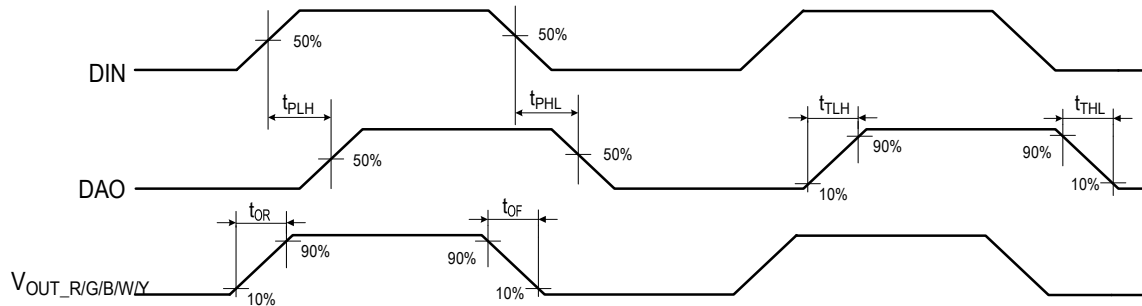 50%
50%
DIN
tPLH
tPHL
tTLH
tTHL
50%
50%
90%
90%
DAO
10%
10%
tOR
tOF
90%
90%
VOUT_R/G/B/W/Y
10%
10%